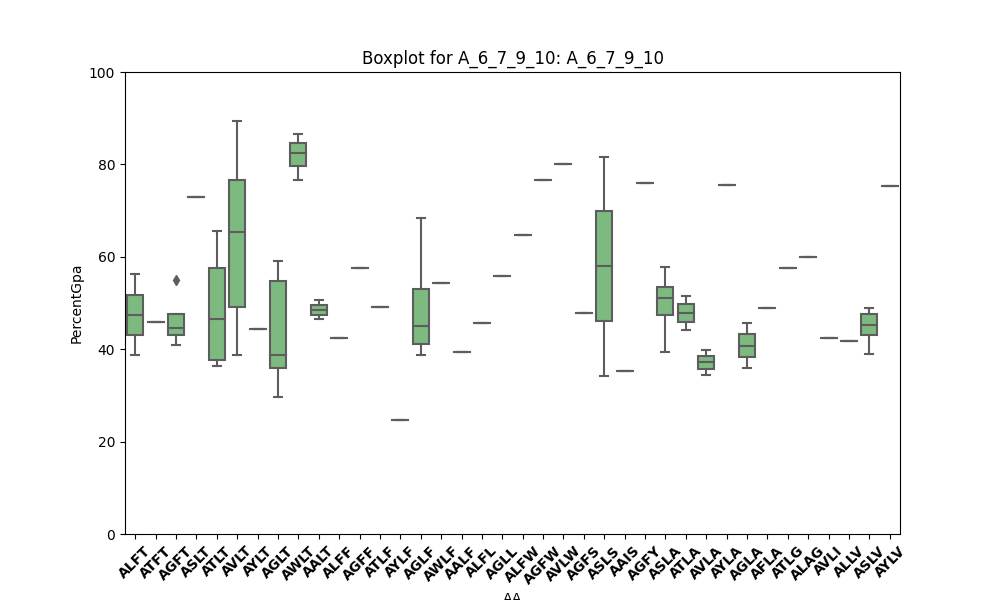 Boxplot for A_6_7_9_10: A_6_7_9_10
100
80
60
40
20
0
PercentGpa
ALFT ATFT AGFT ASLT ATLT AVLT AYLT AGLT AWLT AALT ALFF AGFF ATLF AYLF AGLF AWLF AALF ALFL AGLL ALFW AGFW AVLW AGFS ASLS AAIS AGFY ASLA ATLA AVLA AYLA AGLA AFLA ATLG ALAG AVLI ALLV ASLV AYLV
AA